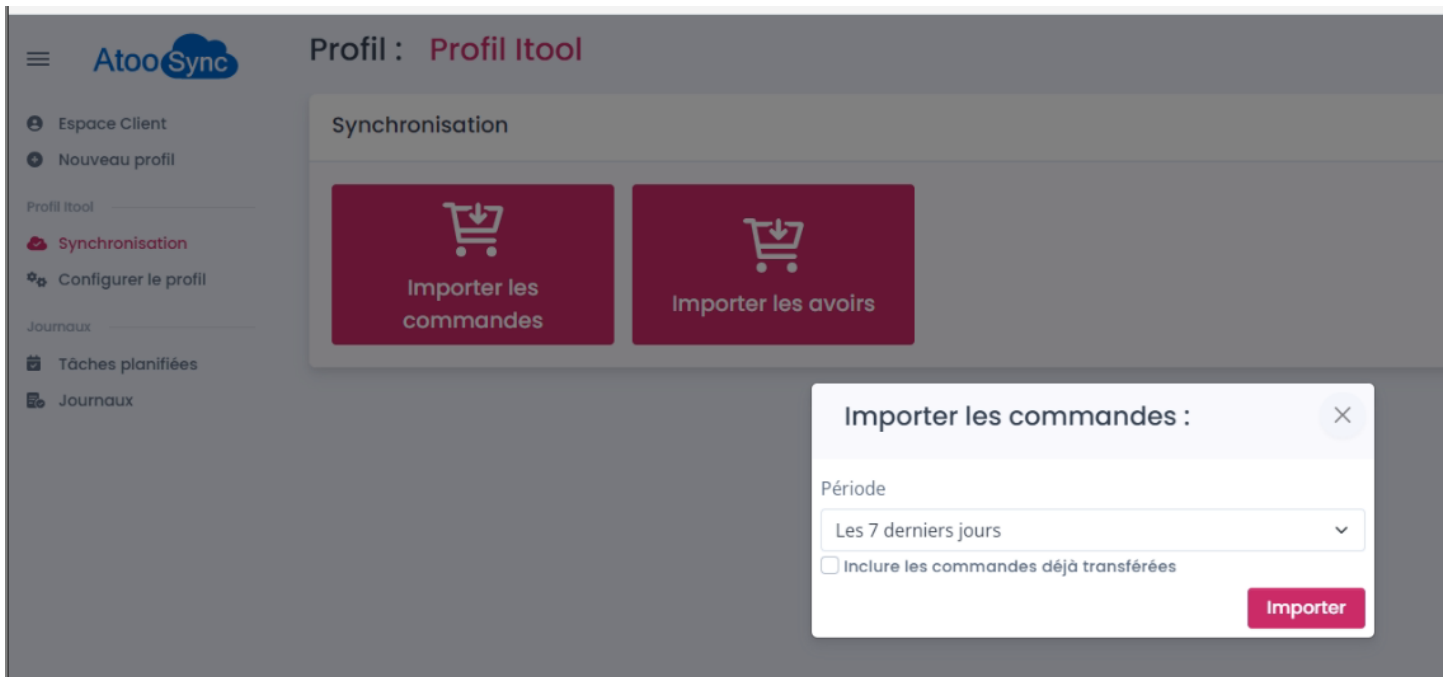 AtooSync
Profil : Profil Itool
Espace Client
Nouveau profil
Profil Itool
Synchronisation
Configurer le profil
Journaux
Tâches planifiées
Journaux
Synchronisation
Importer les
commandes
Importer les avoirs
Importer les commandes :
Période
Les 7 derniers jours
Inclure les commandes déjà transférées
Importer